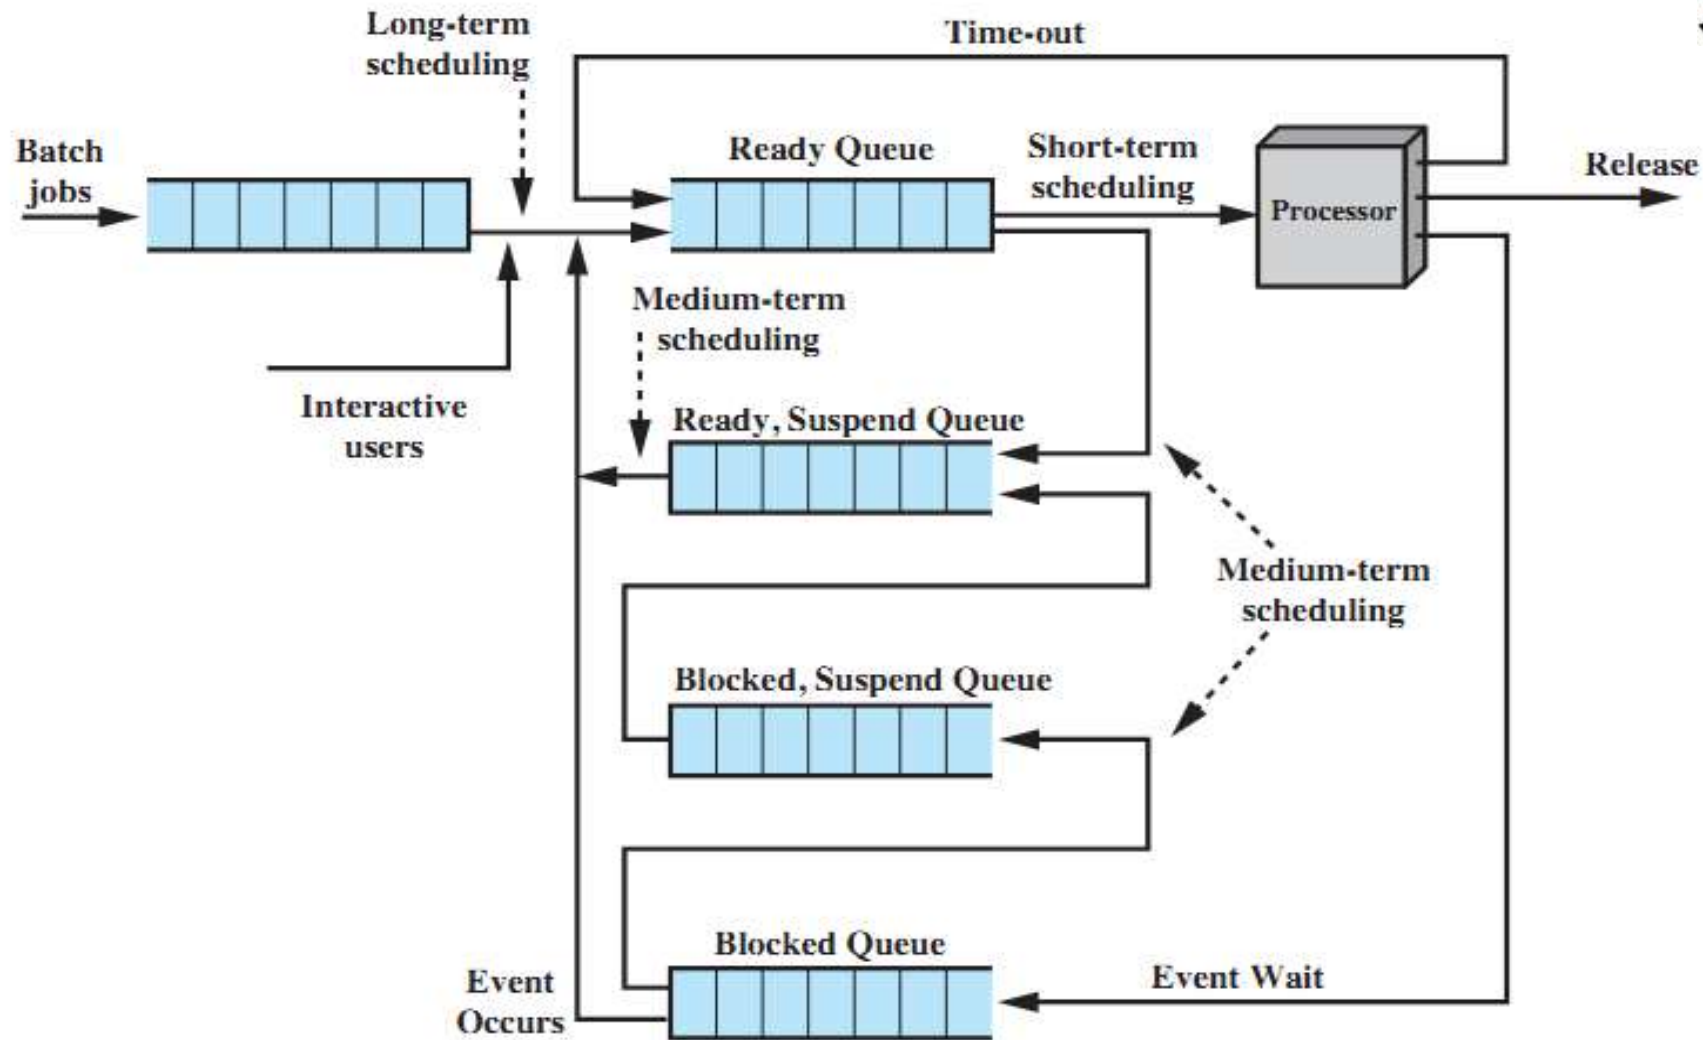 Long-term
scheduling
Time-out
Batch
jobs
Ready Queue
Short-term
scheduling
Processor
Release
Medium-term
scheduling
Interactive
users
Ready, Suspend Queue
Medium-term
scheduling
Blocked, Suspend Queue
Blocked Queue
Event
Occurs
Event Wait